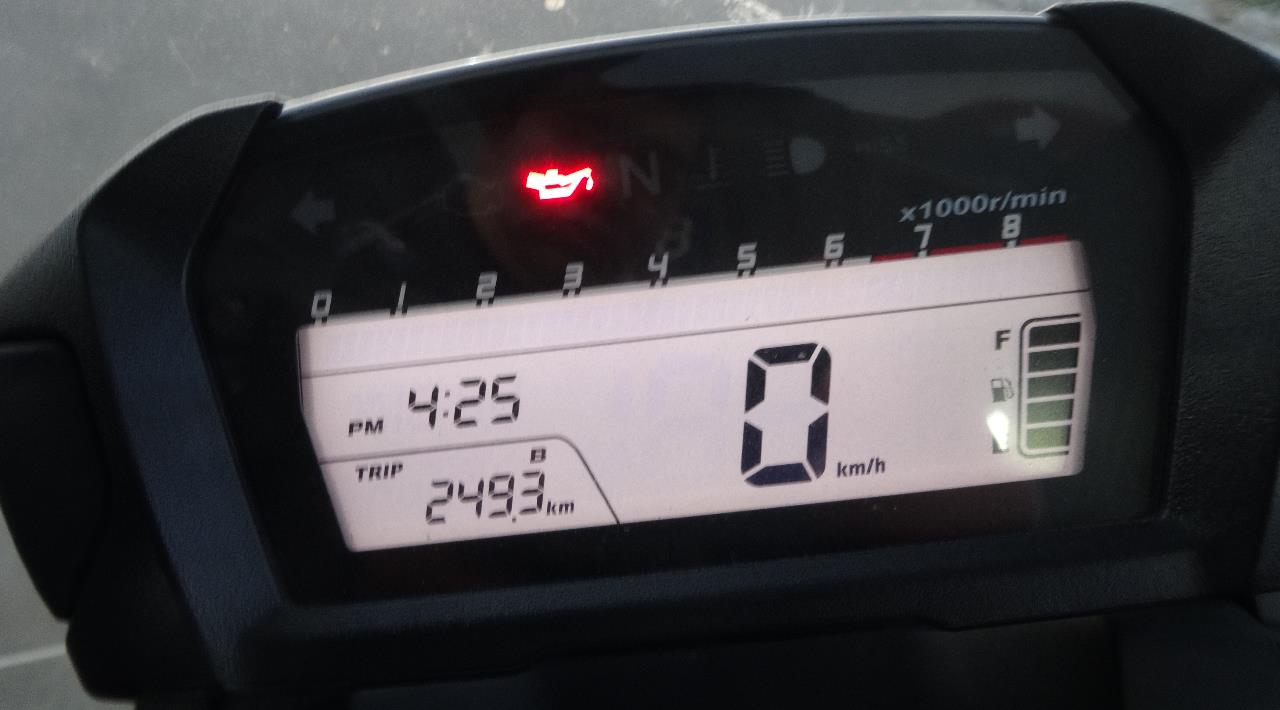 N
x1000r/min
0 1 2 3 4 5 6 7 8
PM 4:25
TRIP B
249.3 km
0 km/h
F
E